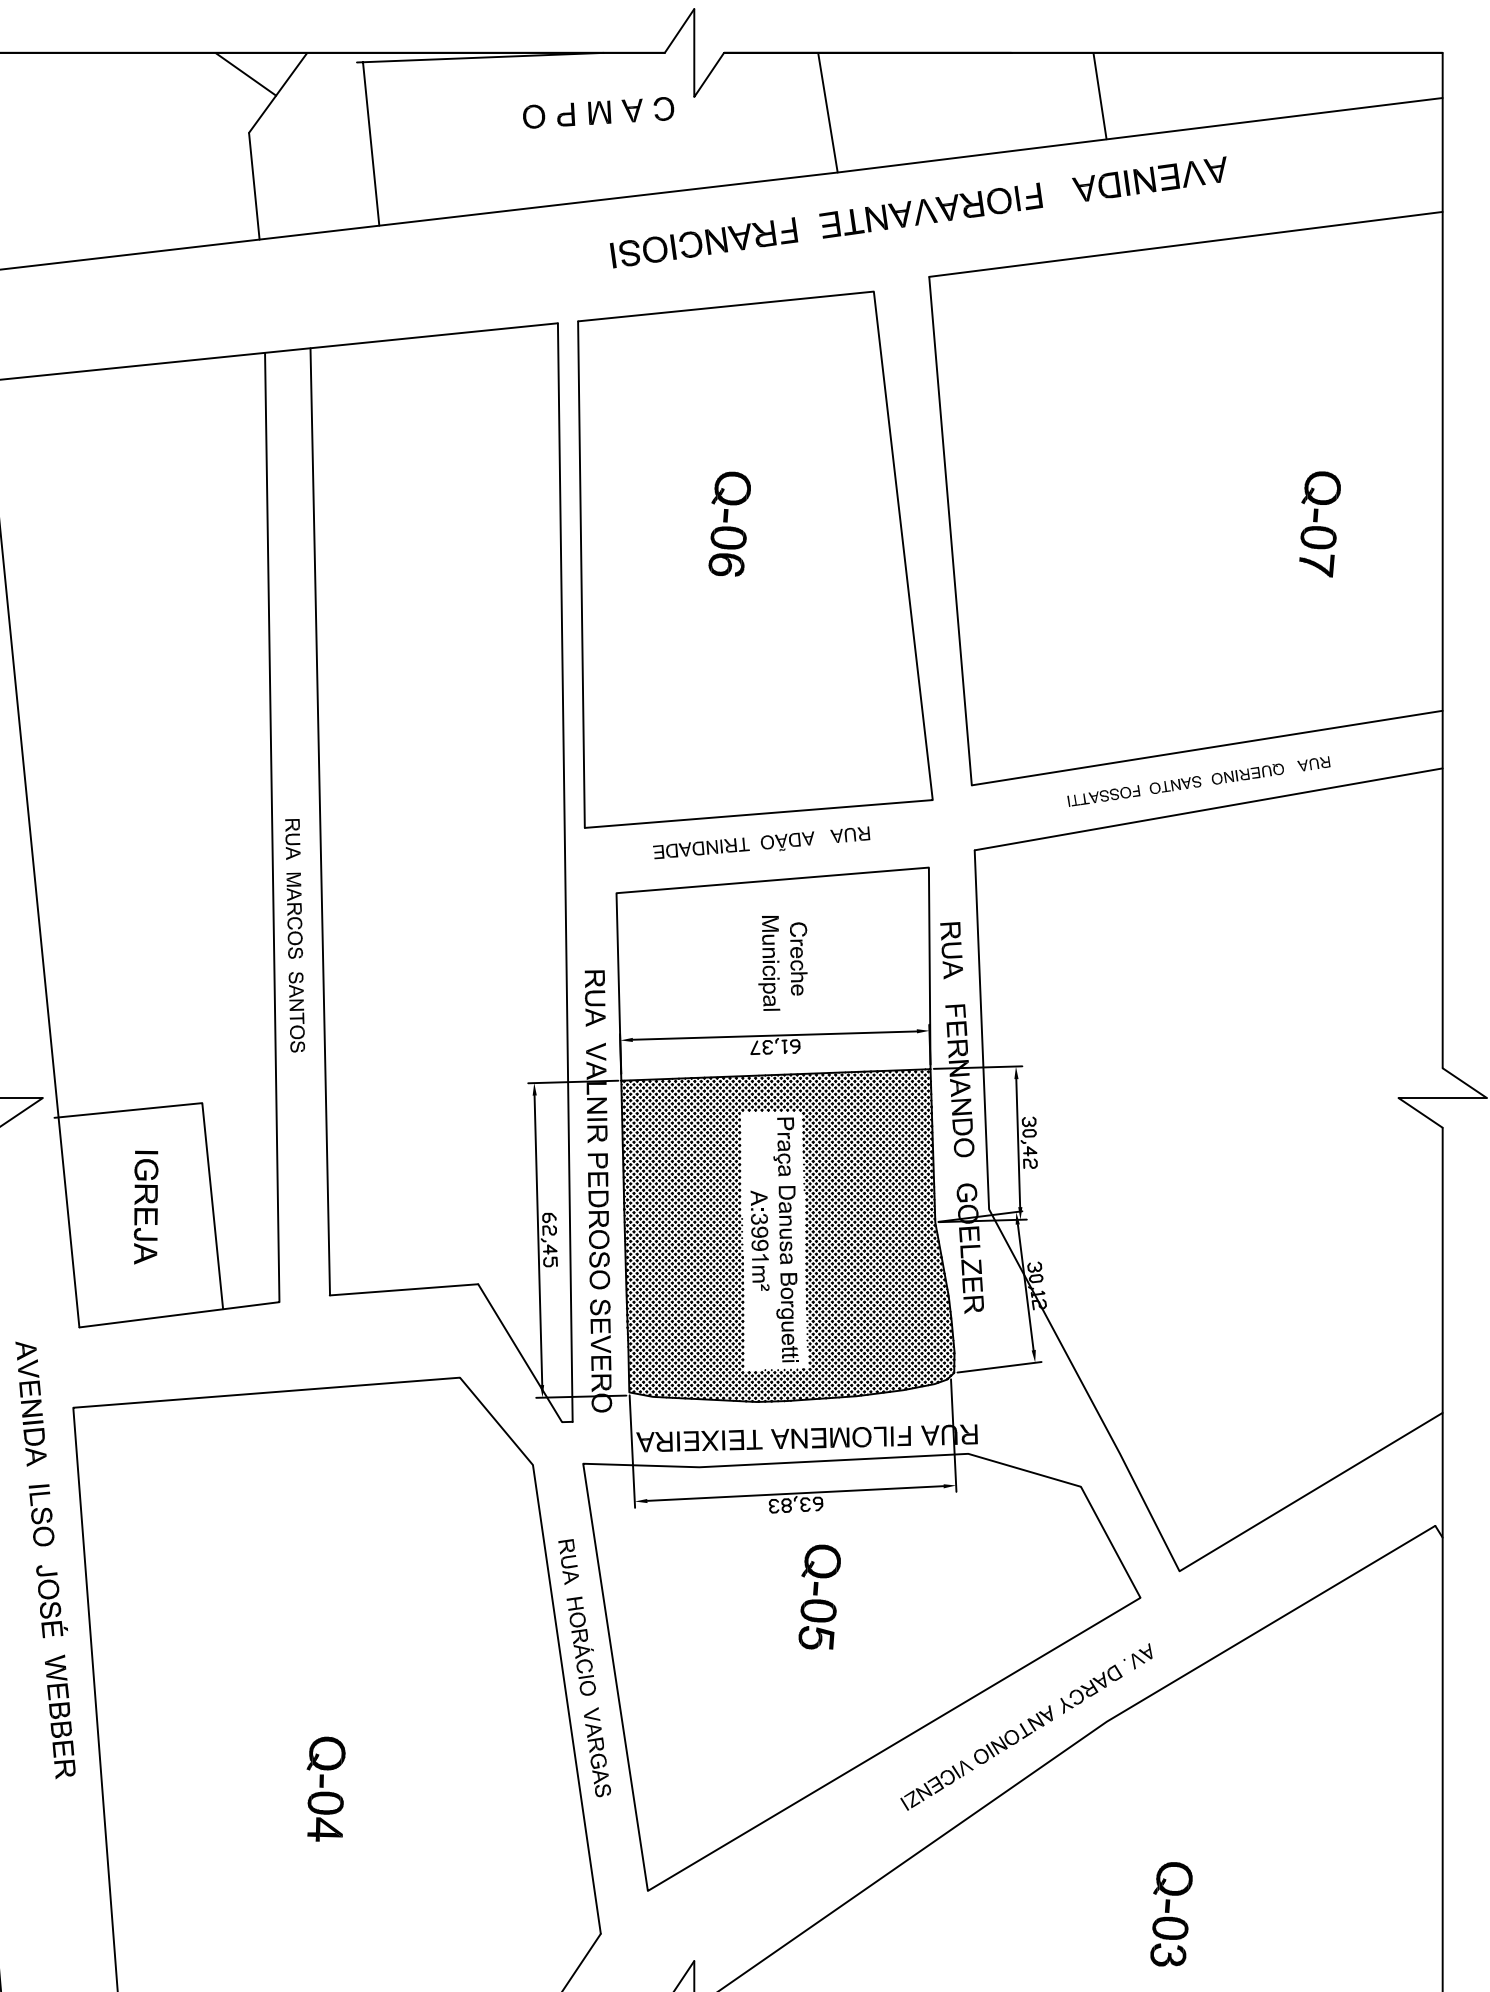 CAMPO
AVENIDA FIORAVANTE FRANCIOSI
Q-06
Q-07
RUA QUERINO SANTO FOSSATTI
RUA ADÃO TRINDADE
RUA MARCOS SANTOS
Creche
Municipal
RUA FERNANDO GOELZER
RUA VALNIR PEDROSO SEVERO
61,37
30,42
30,12
62,45
Praça Danusa Borguetti
A:3991m²
IGREJA
RUA FILOMENA TEIXEIRA
63,83
AVENIDA ILSO JOSÉ WEBBER
Q-05
RUA HORÁCIO VARGAS
AV. DARCY ANTONIO VICENZI
Q-04
Q-03